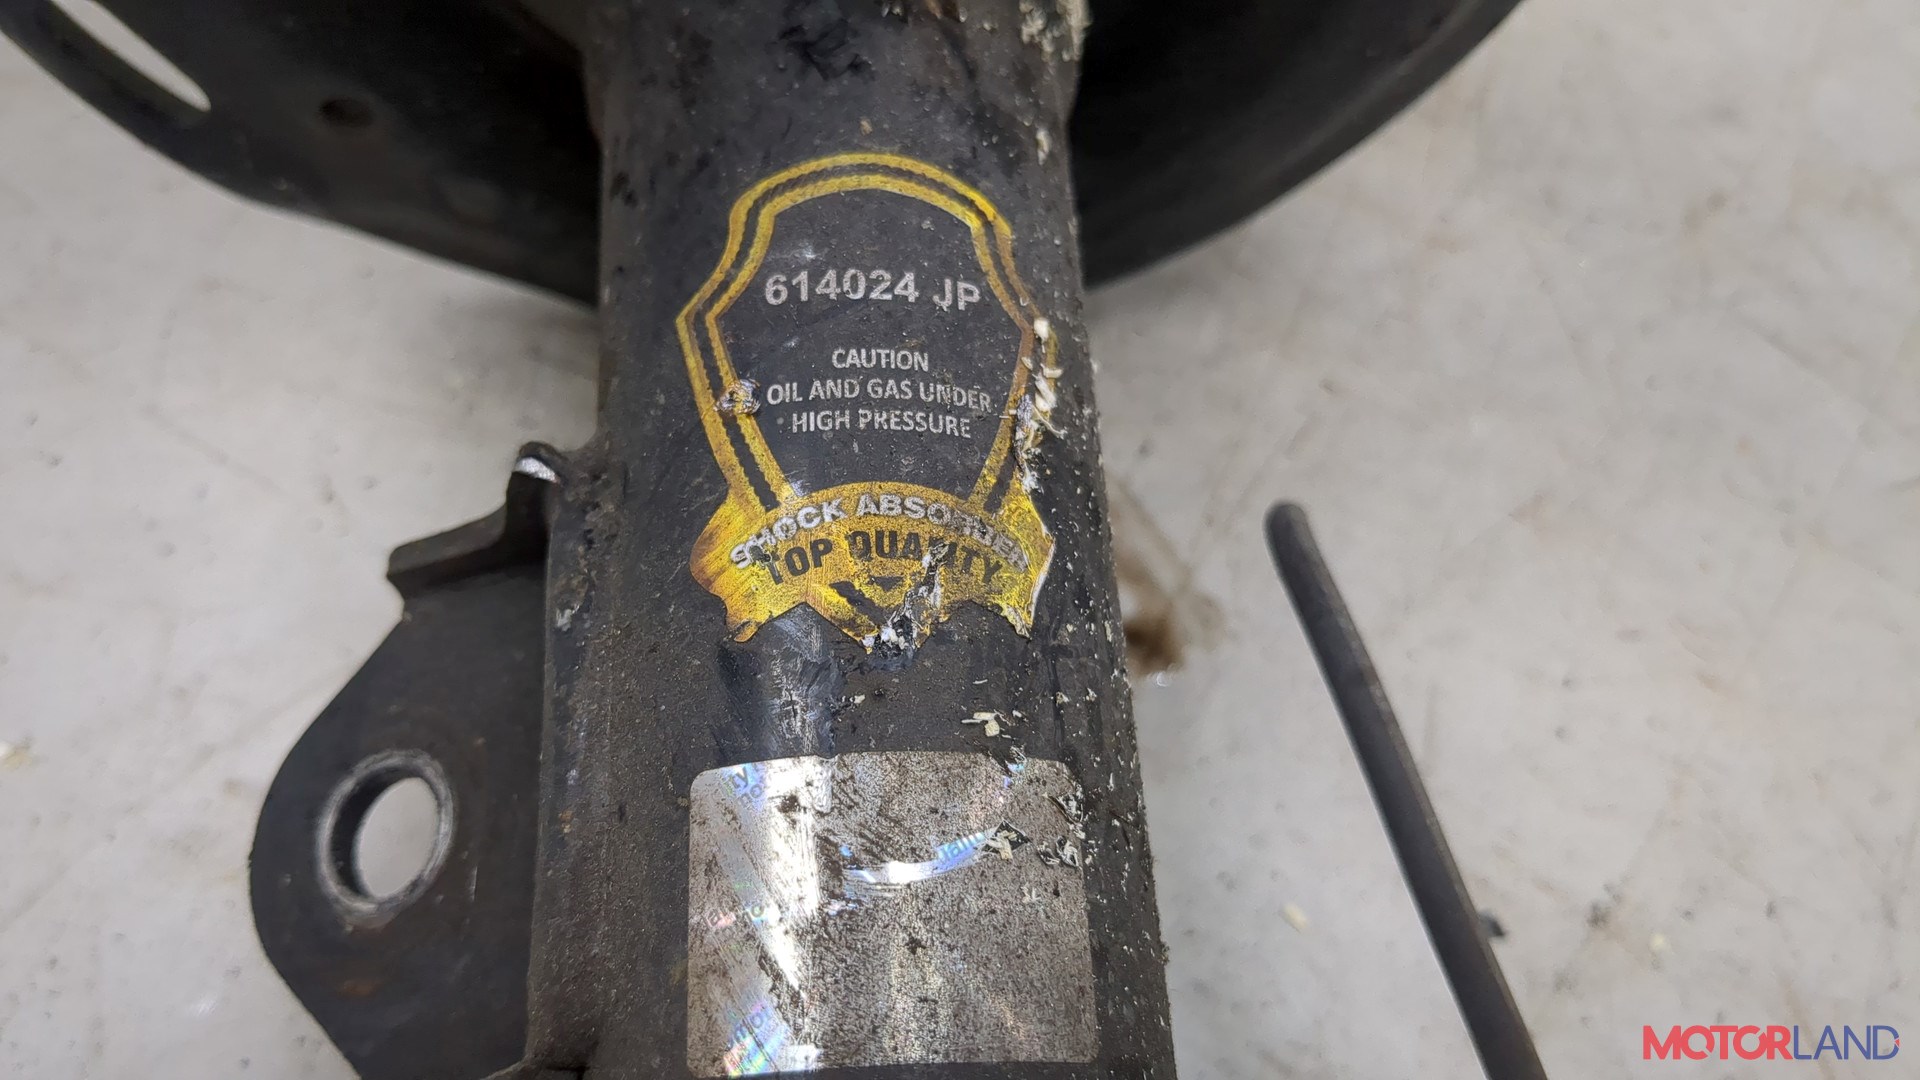 614024 JP
CAUTION
OIL AND GAS UNDER
HIGH PRESSURE
SHOCK ABSORBER
TOP QUALITY
MOTORLAND